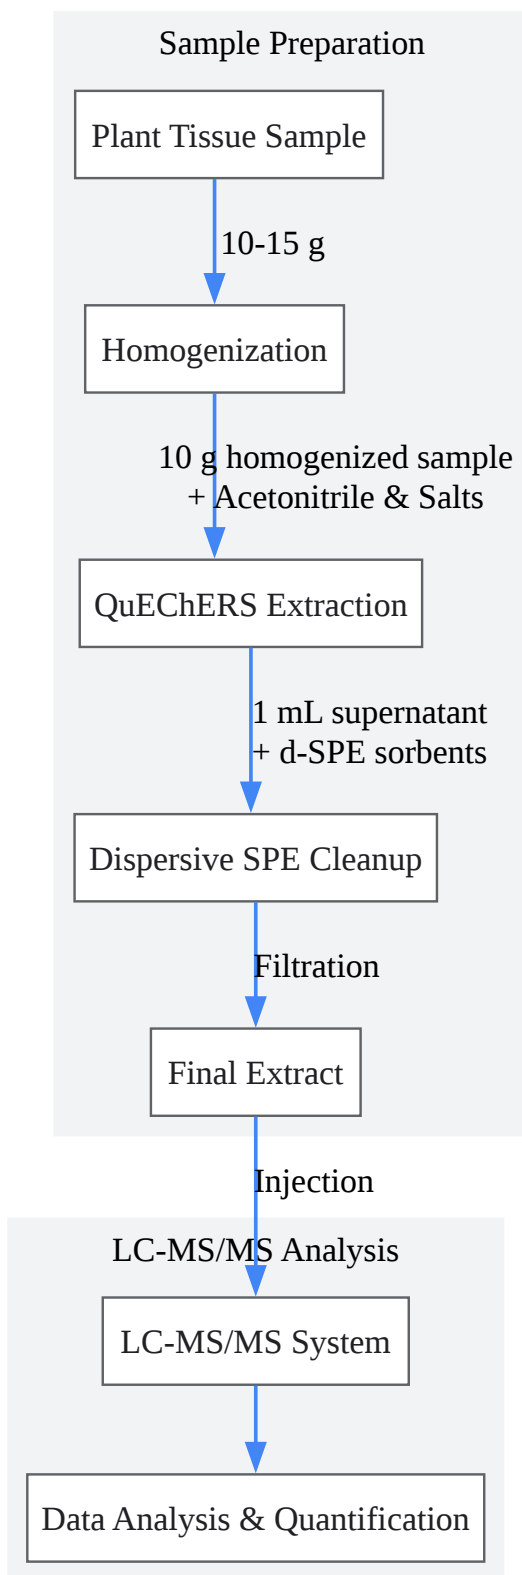 Sample Preparation
Plant Tissue Sample
10-15 g
Homogenization
10 g homogenized sample
+ Acetonitrile & Salts
QuEChERS Extraction
1 mL supernatant
+ d-SPE sorbents
Dispersive SPE Cleanup
Filtration
Final Extract
Injection
LC-MS/MS Analysis
LC-MS/MS System
Data Analysis & Quantification